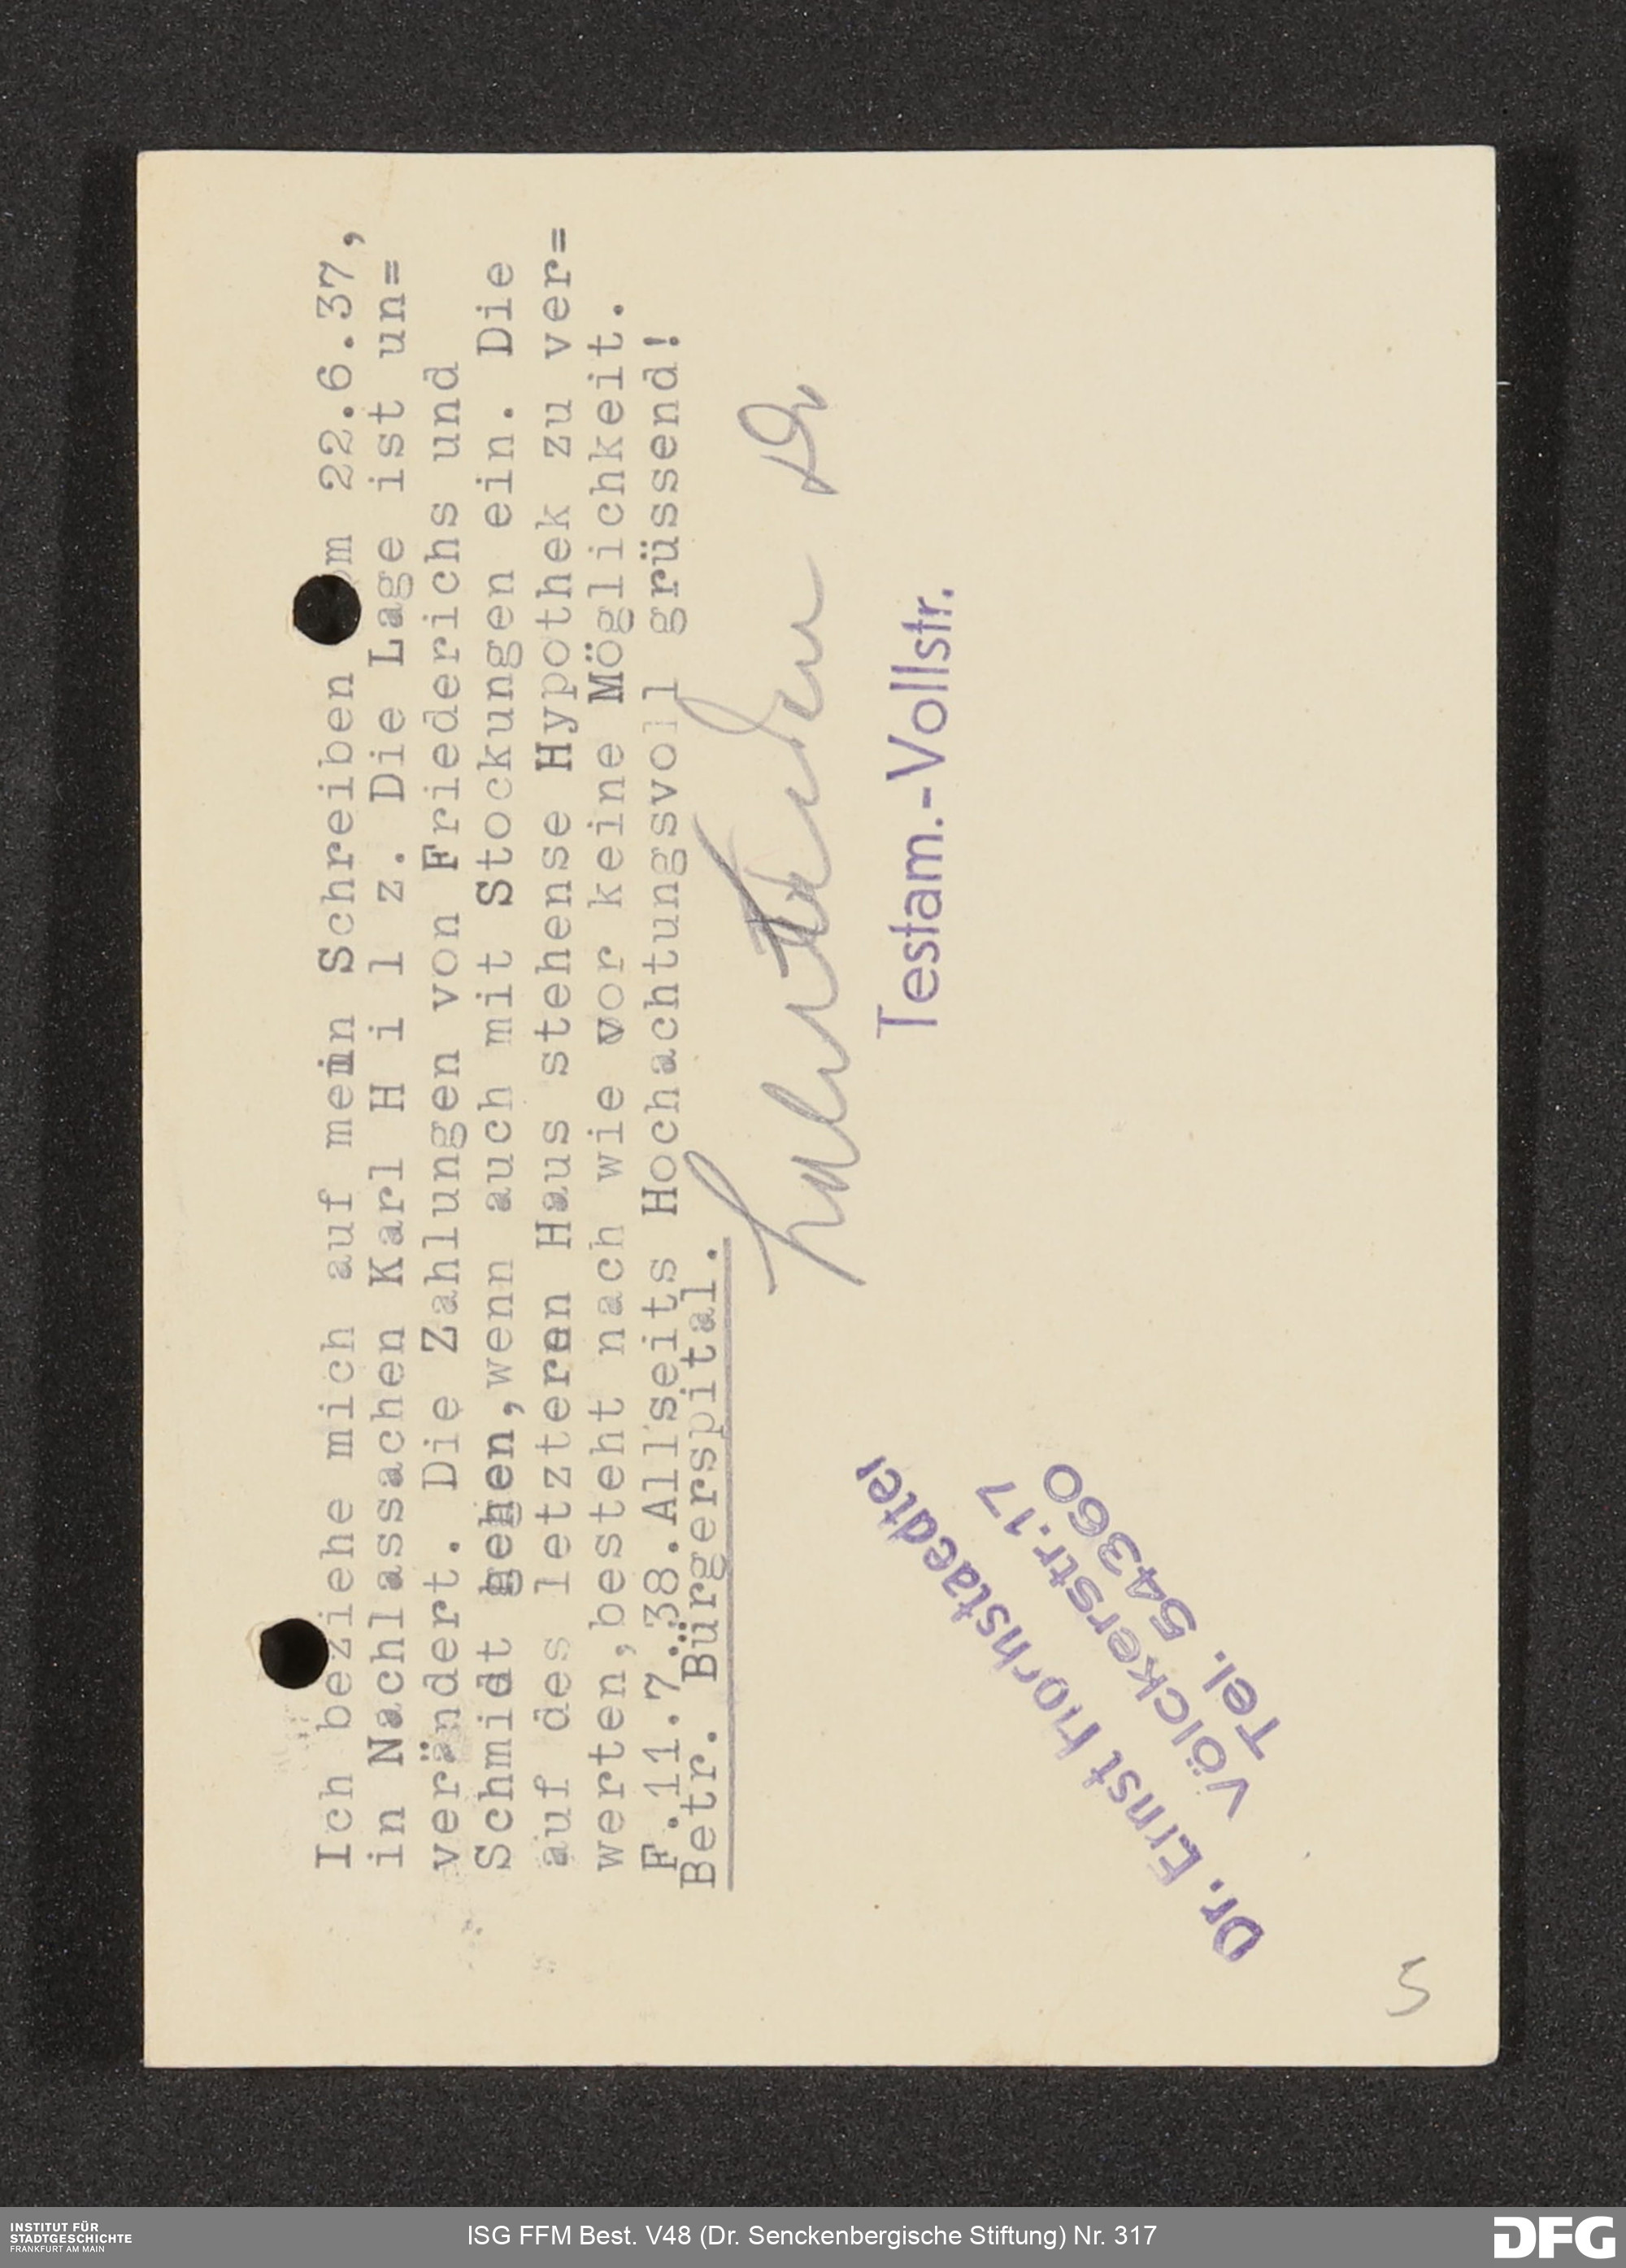 Ich beziehe mich auf mein Schreiben vom 22.6.37,
in Nachlassachen Karl H i l z. Die Lage ist un=
verändert. Die Zahlungen von Friederichs und
Schmidt gehen,wenn auch mit Stockungen ein. Die
auf des letzteren Haus stehense Hypothek zu ver=
werten,besteht nach wie vor keine Möglichkeit.
F.11.7.38.Allseits Hochachtungsvoll grüssend!
Betr. Bürgerspital.
Testam.-Vollstr.
Dr. Ernst Hochstaedter
Völckerstr.17
Tel. 54360
5
INSTITUT FÜR
STADTGESCHICHTE
FRANKFURT AM MAIN
ISG FFM Best. V48 (Dr. Senckenbergische Stiftung) Nr. 317
DFG